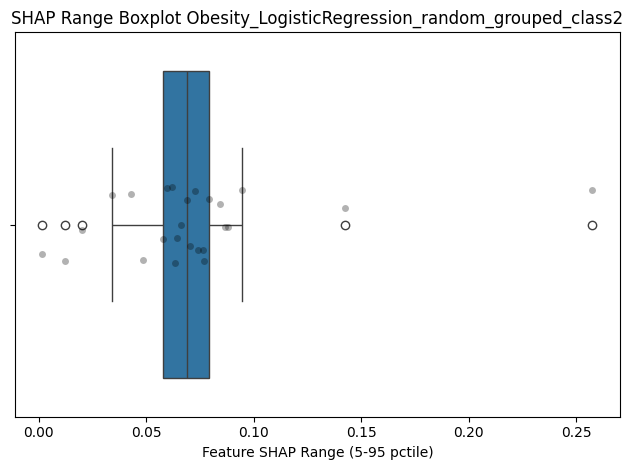 SHAP Range Boxplot Obesity_LogisticRegression_random_grouped_class2
0.00 0.05 0.10 0.15 0.20 0.25
Feature SHAP Range (5-95 pctile)